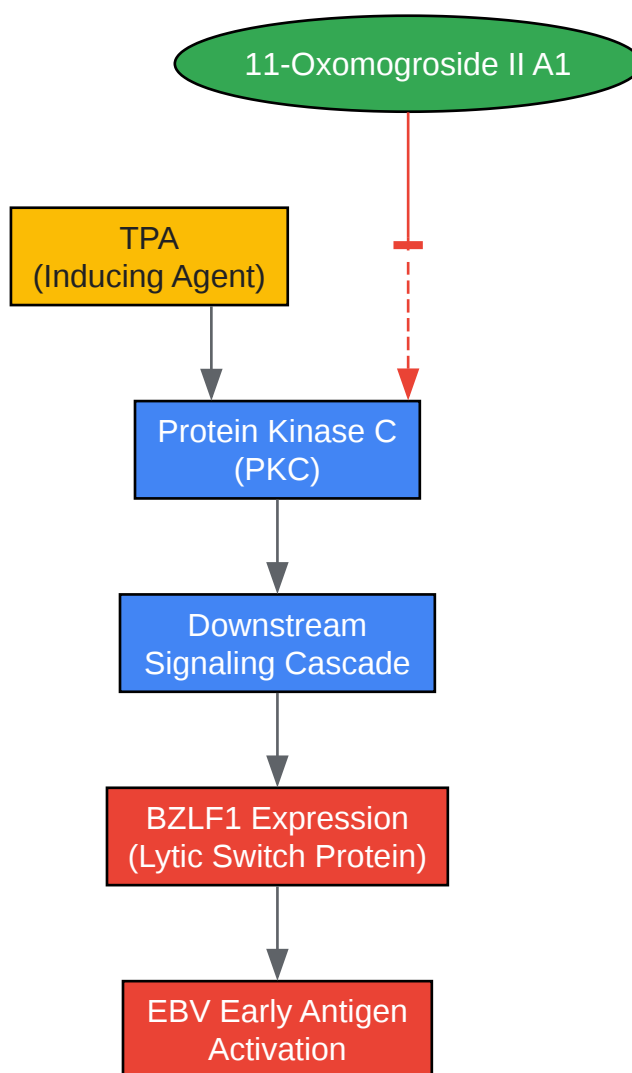 11-Oxomogroside II A1
TPA
(Inducing Agent)
Protein Kinase C
(PKC)
Downstream
Signaling Cascade
BZLF1 Expression
(Lytic Switch Protein)
EBV Early Antigen
Activation